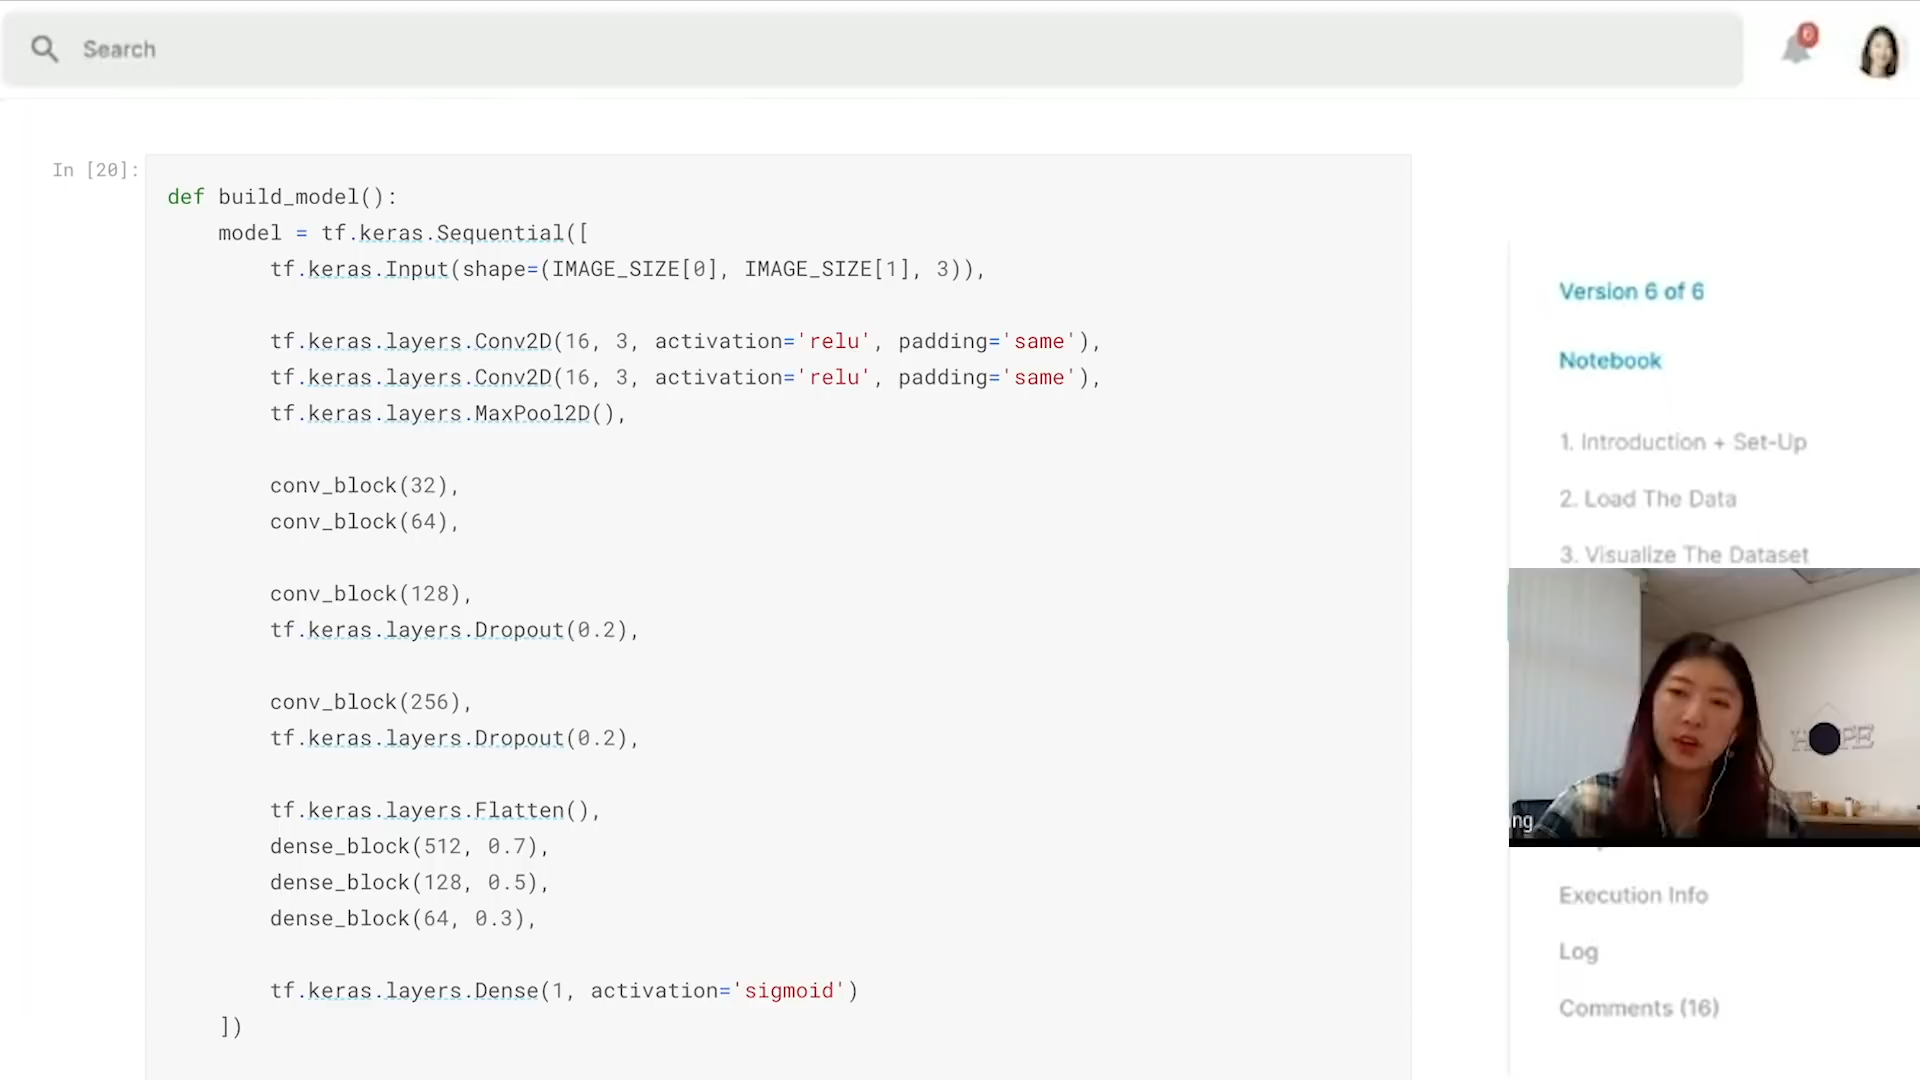 Search
6
In [20]:
def build_model():
model = tf.keras.Sequential([
tf.keras.Input(shape=(IMAGE_SIZE[0], IMAGE_SIZE[1], 3)),
tf.keras.layers.Conv2D(16, 3, activation='relu', padding='same'),
tf.keras.layers.Conv2D(16, 3, activation='relu', padding='same'),
tf.keras.layers.MaxPool2D(),
conv_block(32),
conv_block(64),
conv_block(128),
tf.keras.layers.Dropout(0.2),
conv_block(256),
tf.keras.layers.Dropout(0.2),
tf.keras.layers.Flatten(),
dense_block(512, 0.7),
dense_block(128, 0.5),
dense_block(64, 0.3),
tf.keras.layers.Dense(1, activation='sigmoid')
])
Version 6 of 6
Notebook
1. Introduction + Set-Up
2. Load The Data
3. Visualize The Dataset
ng
Execution Info
Log
Comments (16)